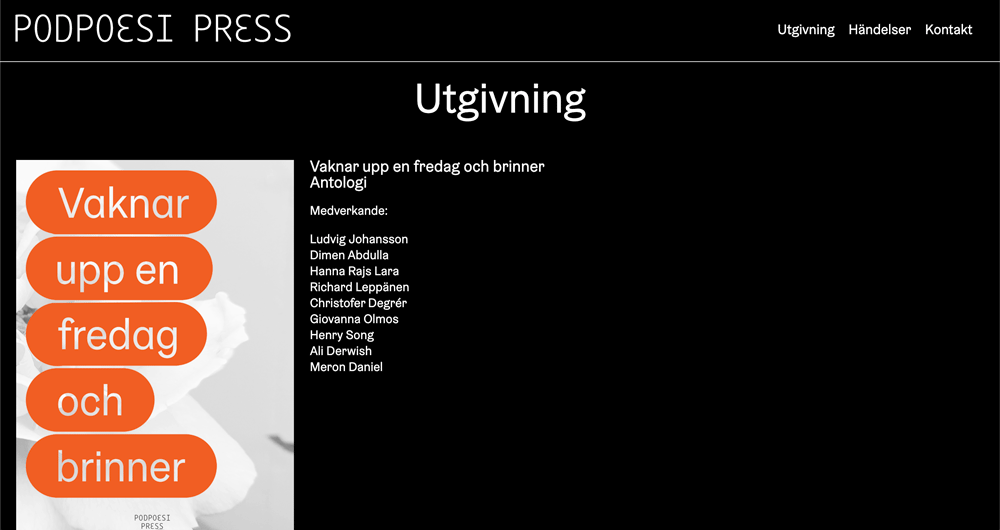 PODPOESI PRESS
Utgivning Händelser Kontakt
Utgivning
Vaknar
upp en
fredag
och
brinner
PODPOESI
PRESS
Vaknar upp en fredag och brinner
Antologi
Medverkande:
Ludvig Johansson
Dimen Abdulla
Hanna Rajs Lara
Richard Leppänen
Christofer Degrér
Giovanna Olmos
Henry Song
Ali Derwish
Meron Daniel